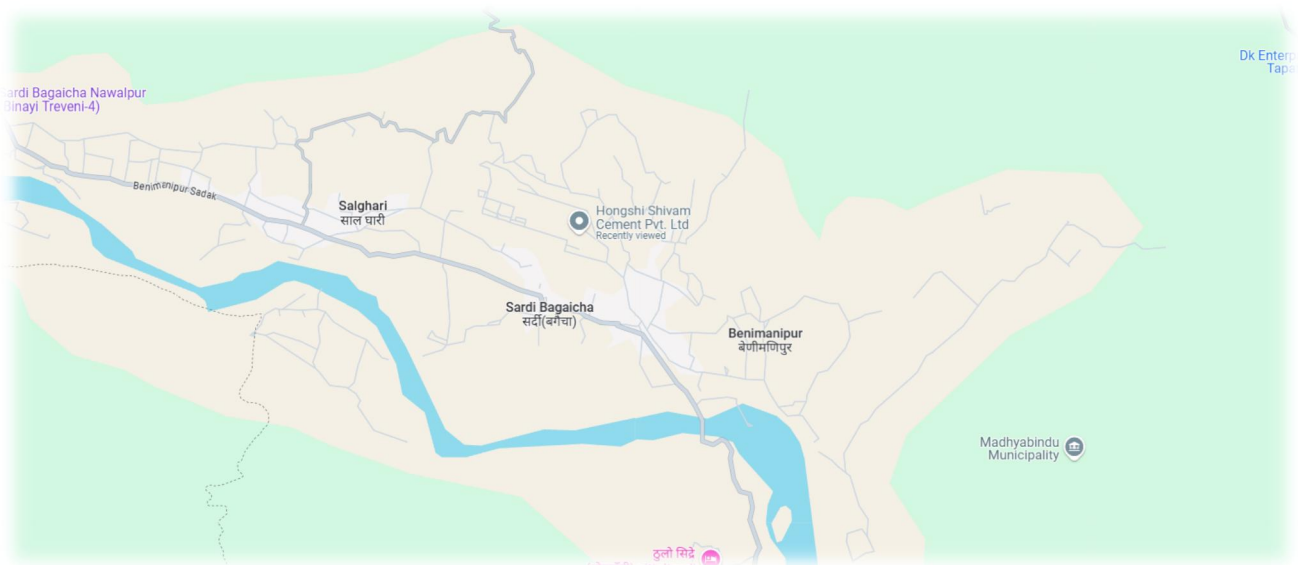 Dk Enterp
Tapa
Sardi Bagaicha Nawalpur
Binayi Treveni-4)
Benimanipur Sadak
Salghari
साल घारी
Hongshi Shivam
Cement Pvt. Ltd
Recently viewed
Sardi Bagaicha
सर्दी(बगैचा)
Benimanipur
बेणीमणिपुर
Madhyabindu
Municipality
ठुलो सिद्रे